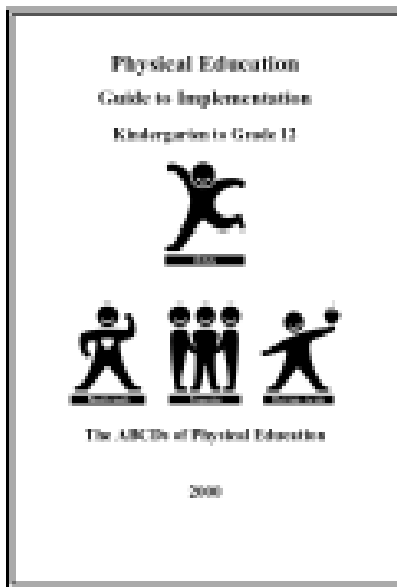 Physical Education
Guide to Implementation
Kindergarten to Grade 12
The ABCDs of Physical Education
2000